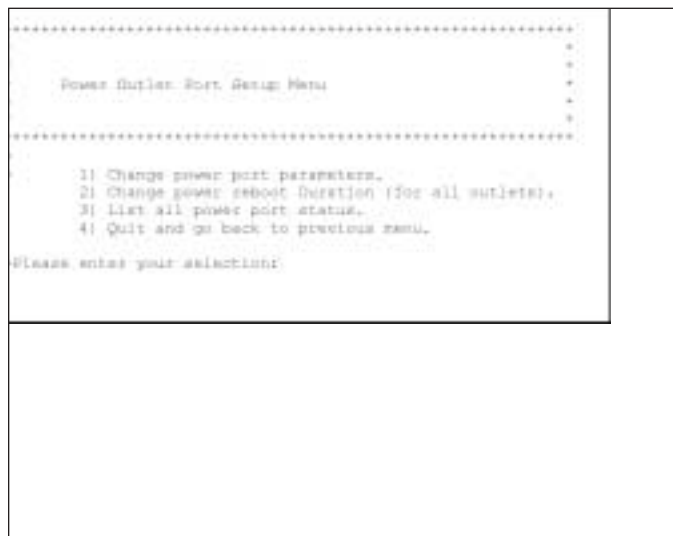 Power Outlet Port Setup Menu
1) Change power port parameters.
2) Change power reboot Duration (for all outlets).
3) List all power port status.
4) Quit and go back to previous menu.
Please enter your selection: